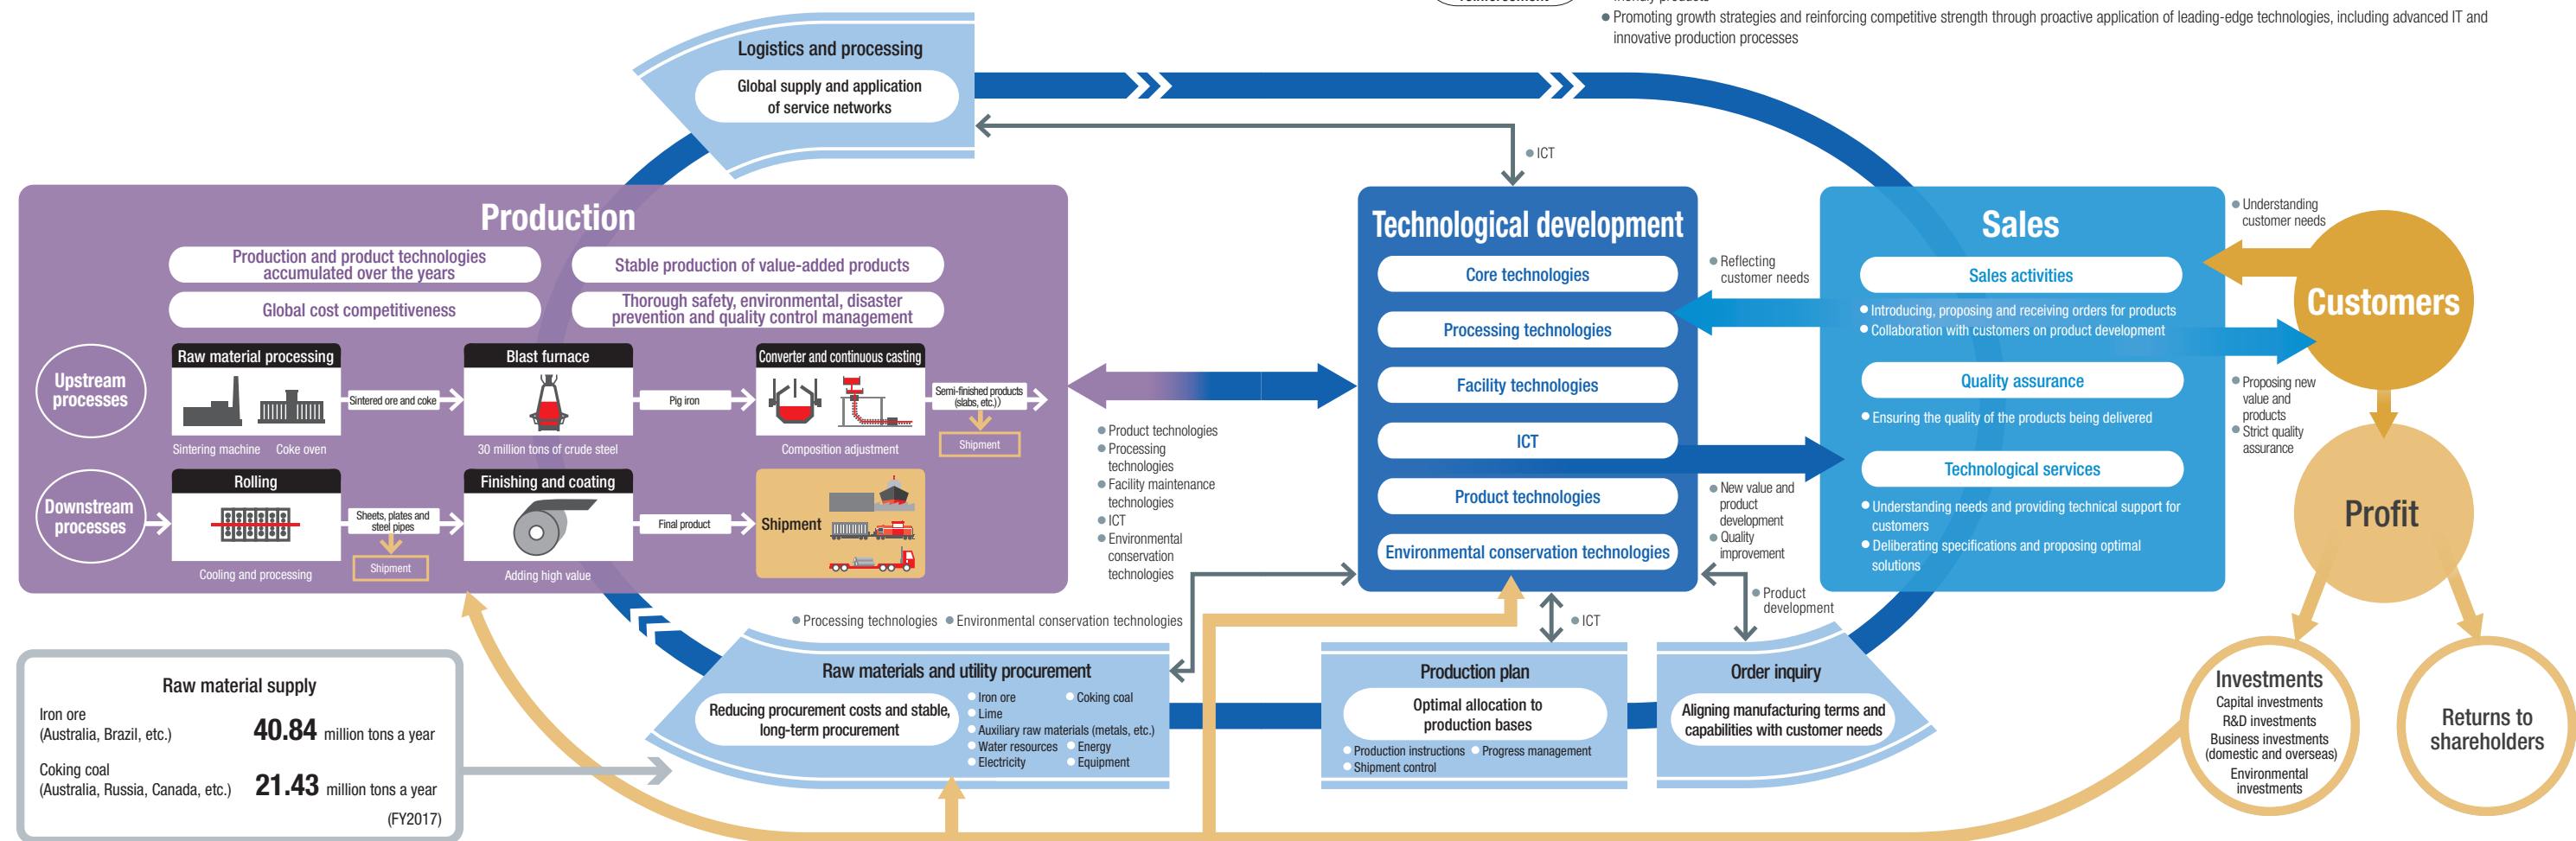 friendly products
● Promoting growth strategies and reinforcing competitive strength through proactive application of leading-edge technologies, including advanced IT and
innovative production processes
Logistics and processing
Global supply and application
of service networks
● ICT
Production
Production and product technologies
accumulated over the years
Stable production of value-added products
Global cost competitiveness
Thorough safety, environmental, disaster
prevention and quality control management
Upstream
processes
Raw material processing
Sintering machine
Coke oven
Sintered ore and coke
Blast furnace
30 million tons of crude steel
Pig iron
Converter and continuous casting
Composition adjustment
Semi-finished products
(slabs, etc.))
Shipment
Downstream
processes
Rolling
Cooling and processing
Sheets, plates and
steel pipes
Shipment
Finishing and coating
Adding high value
Final product
Shipment
● Product technologies
● Processing
technologies
● Facility maintenance
technologies
● ICT
● Environmental
conservation
technologies
Technological development
Core technologies
Processing technologies
Facility technologies
ICT
Product technologies
Environmental conservation technologies
● Reflecting
customer needs
● New value and
product
development
● Quality
improvement
● Product
development
Sales
Sales activities
● Introducing, proposing and receiving orders for products
● Collaboration with customers on product development
Quality assurance
● Ensuring the quality of the products being delivered
Technological services
● Understanding needs and providing technical support for
customers
● Deliberating specifications and proposing optimal
solutions
● Understanding
customer needs
Customers
● Proposing new
value and
products
● Strict quality
assurance
Profit
Investments
Capital investments
R&D investments
Business investments
(domestic and overseas)
Environmental
investments
Returns to
shareholders
● Processing technologies ● Environmental conservation technologies
● ICT
Raw material supply
Iron ore
(Australia, Brazil, etc.)
40.84 million tons a year
Coking coal
(Australia, Russia, Canada, etc.)
21.43 million tons a year
(FY2017)
Raw materials and utility procurement
Reducing procurement costs and stable,
long-term procurement
● Iron ore ● Coking coal
● Lime
● Auxiliary raw materials (metals, etc.)
● Water resources ● Energy
● Electricity ● Equipment
Production plan
Optimal allocation to
production bases
● Production instructions ● Progress management
● Shipment control
Order inquiry
Aligning manufacturing terms and
capabilities with customer needs